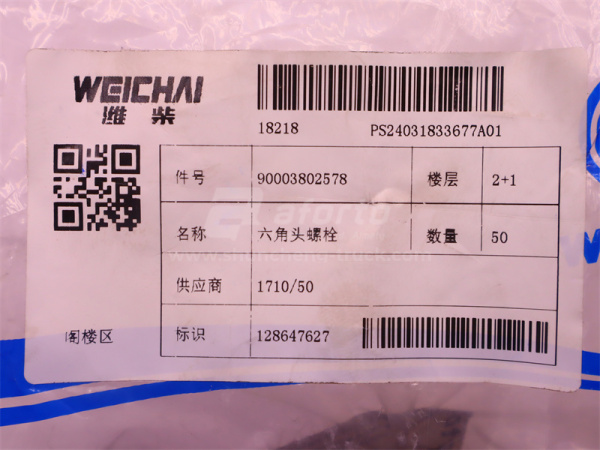 WEICHAI
潍柴
18218 PS24031833677A01
件号 90003802578 楼层 2+1
名称 六角头螺栓 数量 50
供应商 1710/50
阁楼区 标识 128647627